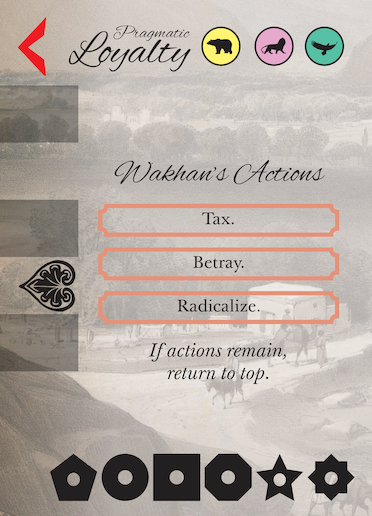 Pragmatic
Loyalty
Wakhan's Actions
Tax.
Betray.
Radicalize.
If actions remain,
return to top.